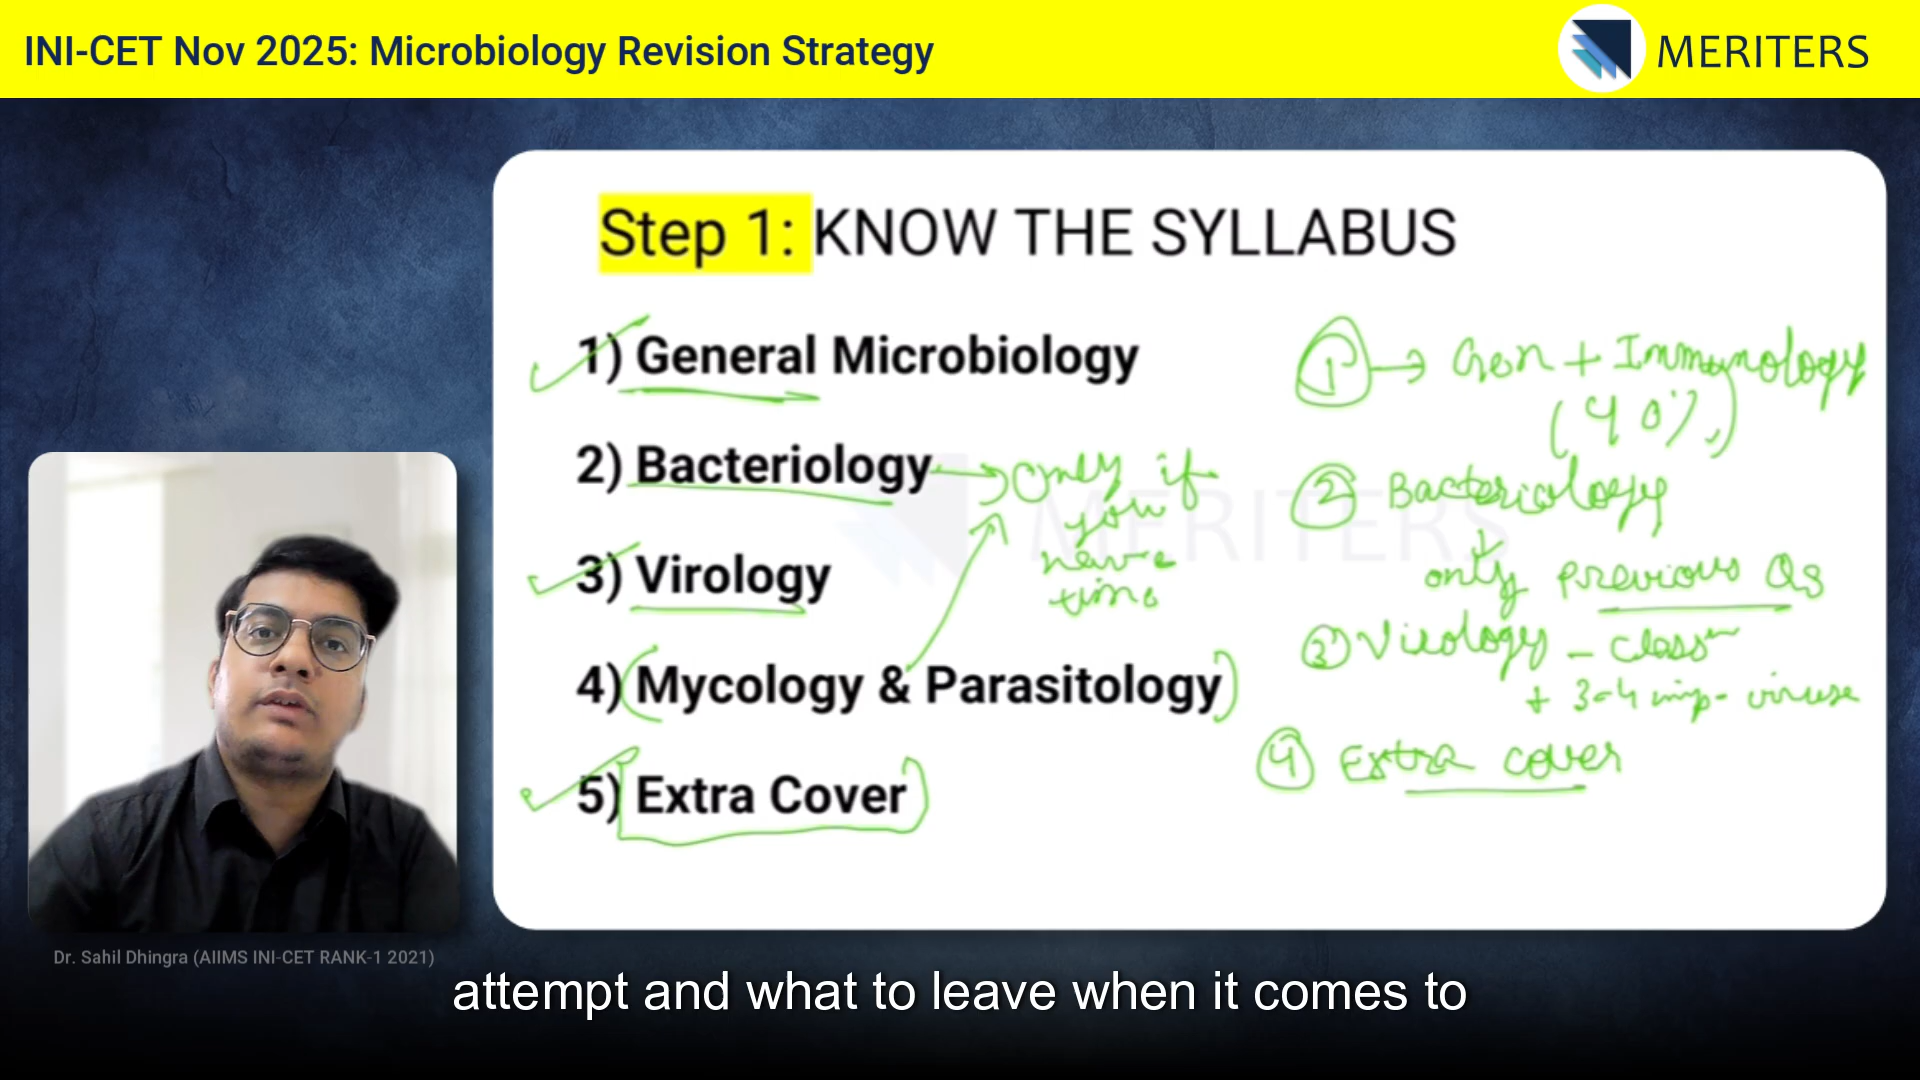 INI-CET Nov 2025: Microbiology Revision Strategy
MERITERS
Step 1: KNOW THE SYLLABUS
1) General Microbiology
2) Bacteriology → Only if
you
have
time
3) Virology
4) (Mycology & Parasitology)
5) Extra Cover
MERITERS
① → Gen + Immunology
(40%)
② Bacteriology
↓
only previous Qs
③ Virology - class
+ 3-4 imp- viruse
④ Extra cover
Dr. Sahil Dhingra (AIIMS INI-CET RANK-1 2021)
attempt and what to leave when it comes to